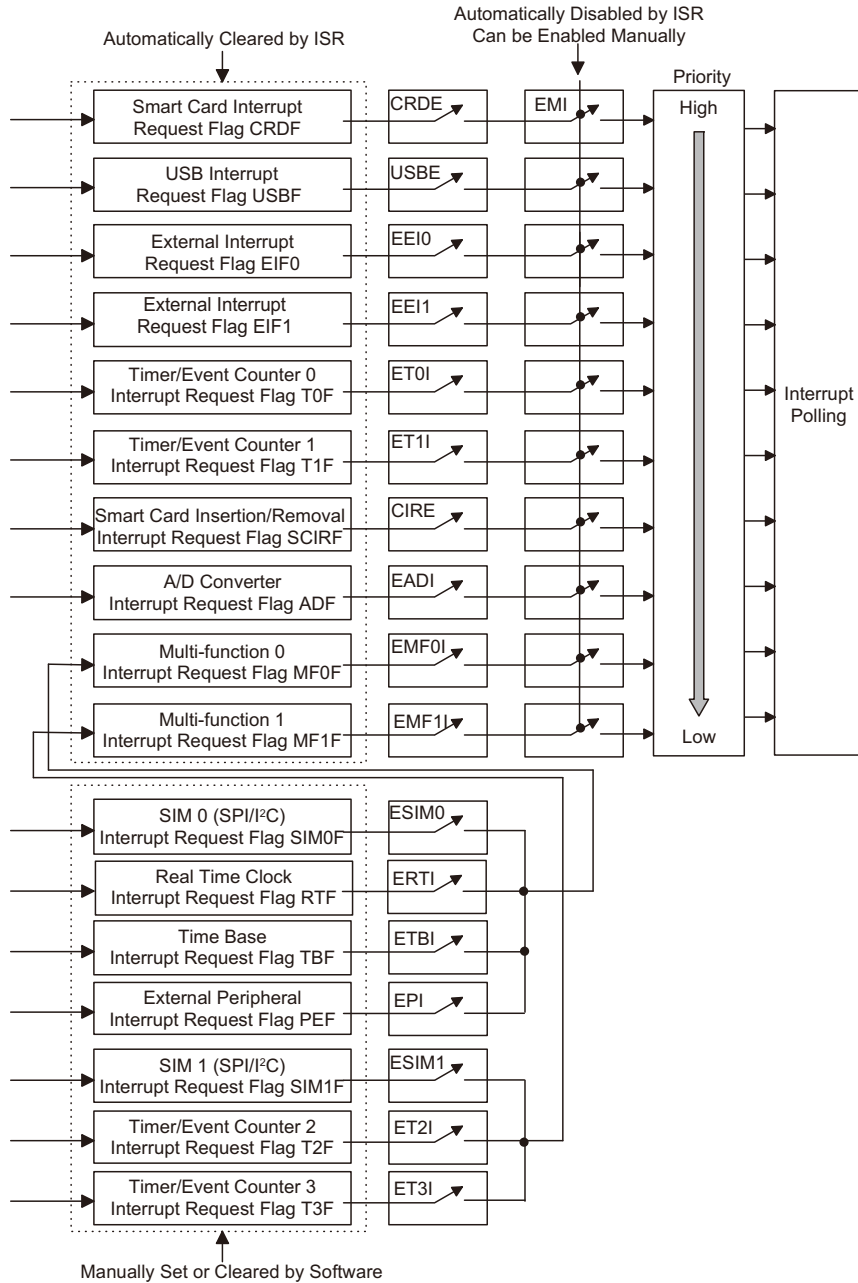 Automatically Cleared by ISR
Automatically Disabled by ISR
Can be Enabled Manually
Priority
Smart Card Interrupt
Request Flag CRDF
CRDE
EMI
High
USB Interrupt
Request Flag USBF
USBE
External Interrupt
Request Flag EIF0
EEI0
External Interrupt
Request Flag EIF1
EEI1
Timer/Event Counter 0
Interrupt Request Flag T0F
ET0I
Interrupt
Polling
Timer/Event Counter 1
Interrupt Request Flag T1F
ET1I
Smart Card Insertion/Removal
Interrupt Request Flag SCIRF
CIRE
A/D Converter
Interrupt Request Flag ADF
EADI
Multi-function 0
Interrupt Request Flag MF0F
EMF0I
Multi-function 1
Interrupt Request Flag MF1F
EMF1I
Low
SIM 0 (SPI/I²C)
Interrupt Request Flag SIM0F
ESIM0
Real Time Clock
Interrupt Request Flag RTF
ERTI
Time Base
Interrupt Request Flag TBF
ETBI
External Peripheral
Interrupt Request Flag PEF
EPI
SIM 1 (SPI/I²C)
Interrupt Request Flag SIM1F
ESIM1
Timer/Event Counter 2
Interrupt Request Flag T2F
ET2I
Timer/Event Counter 3
Interrupt Request Flag T3F
ET3I
Manually Set or Cleared by Software